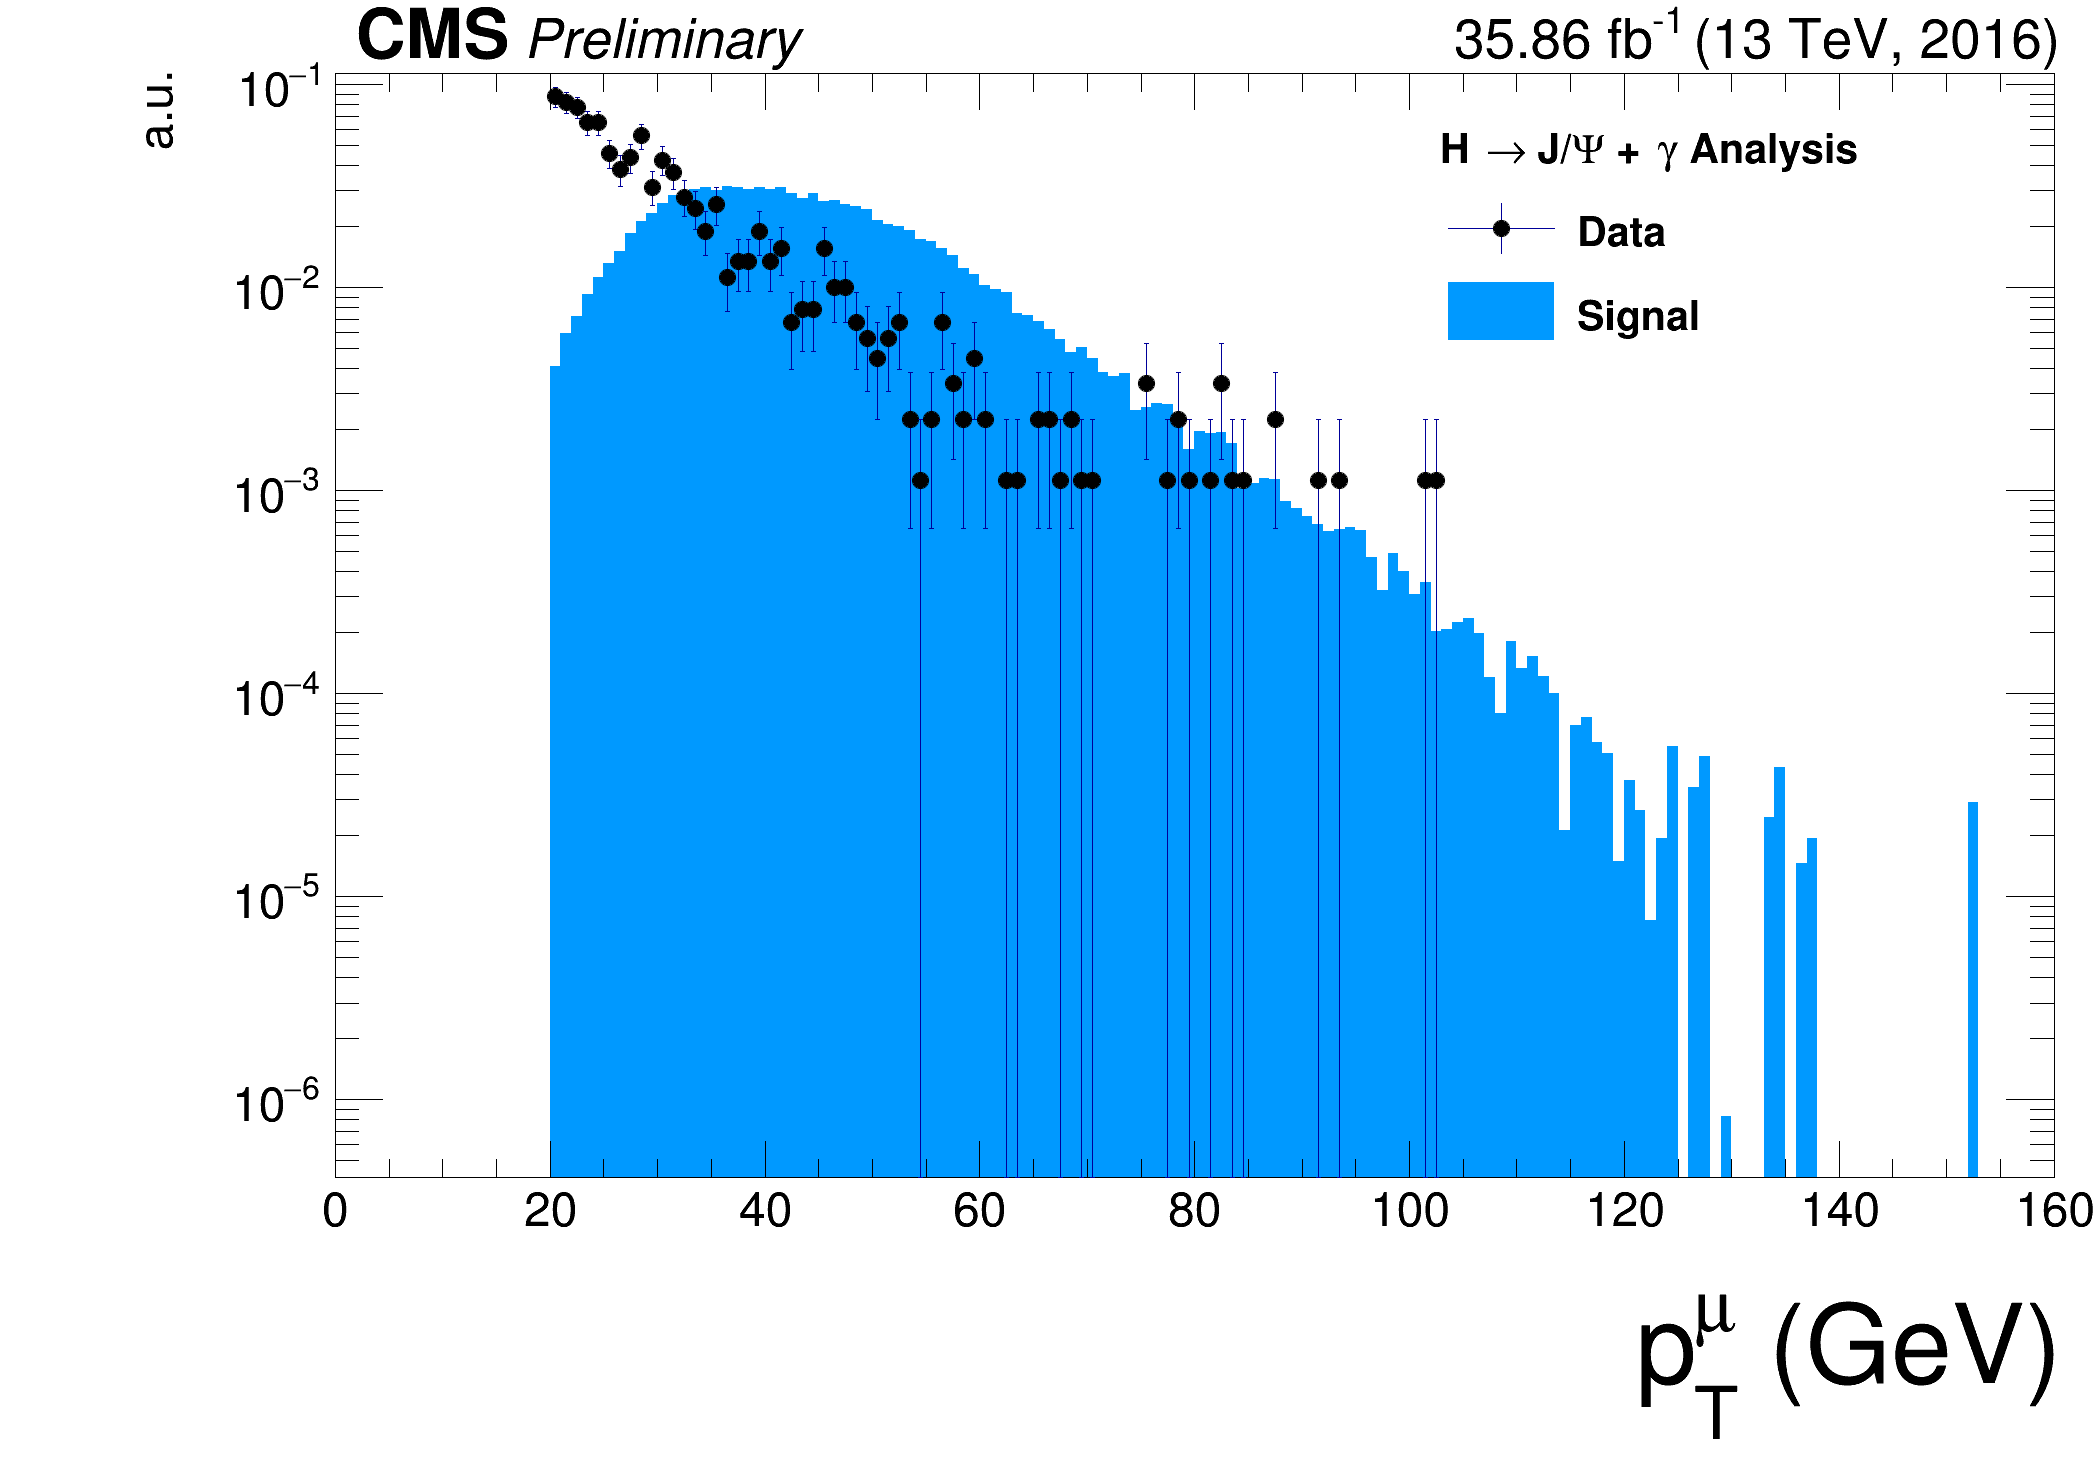 CMS Preliminary 35.86 fb⁻¹ (13 TeV, 2016)
a.u.
10⁻¹
10⁻²
10⁻³
10⁻⁴
10⁻⁵
10⁻⁶
H → J/Ψ + γ Analysis
Data
Signal
0 20 40 60 80 100 120 140 160
p_T^μ (GeV)